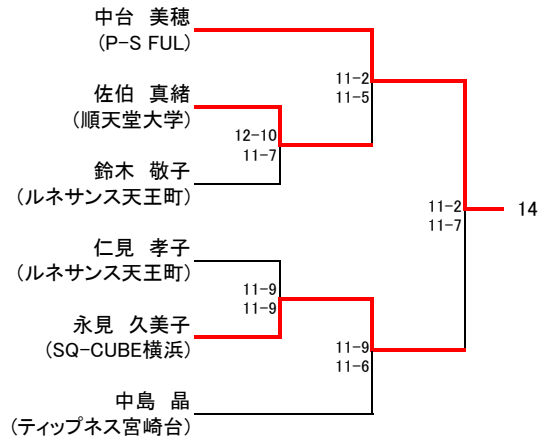 中台 美穂
(P-S FUL)
11-2
11-5
佐伯 真緒
(順天堂大学)
12-10
11-7
鈴木 敬子
(ルネサンス天王町)
11-2
11-7
14
仁見 孝子
(ルネサンス天王町)
11-9
11-9
永見 久美子
(SQ-CUBE横浜)
11-9
11-6
中島 晶
(ティップネス宮崎台)